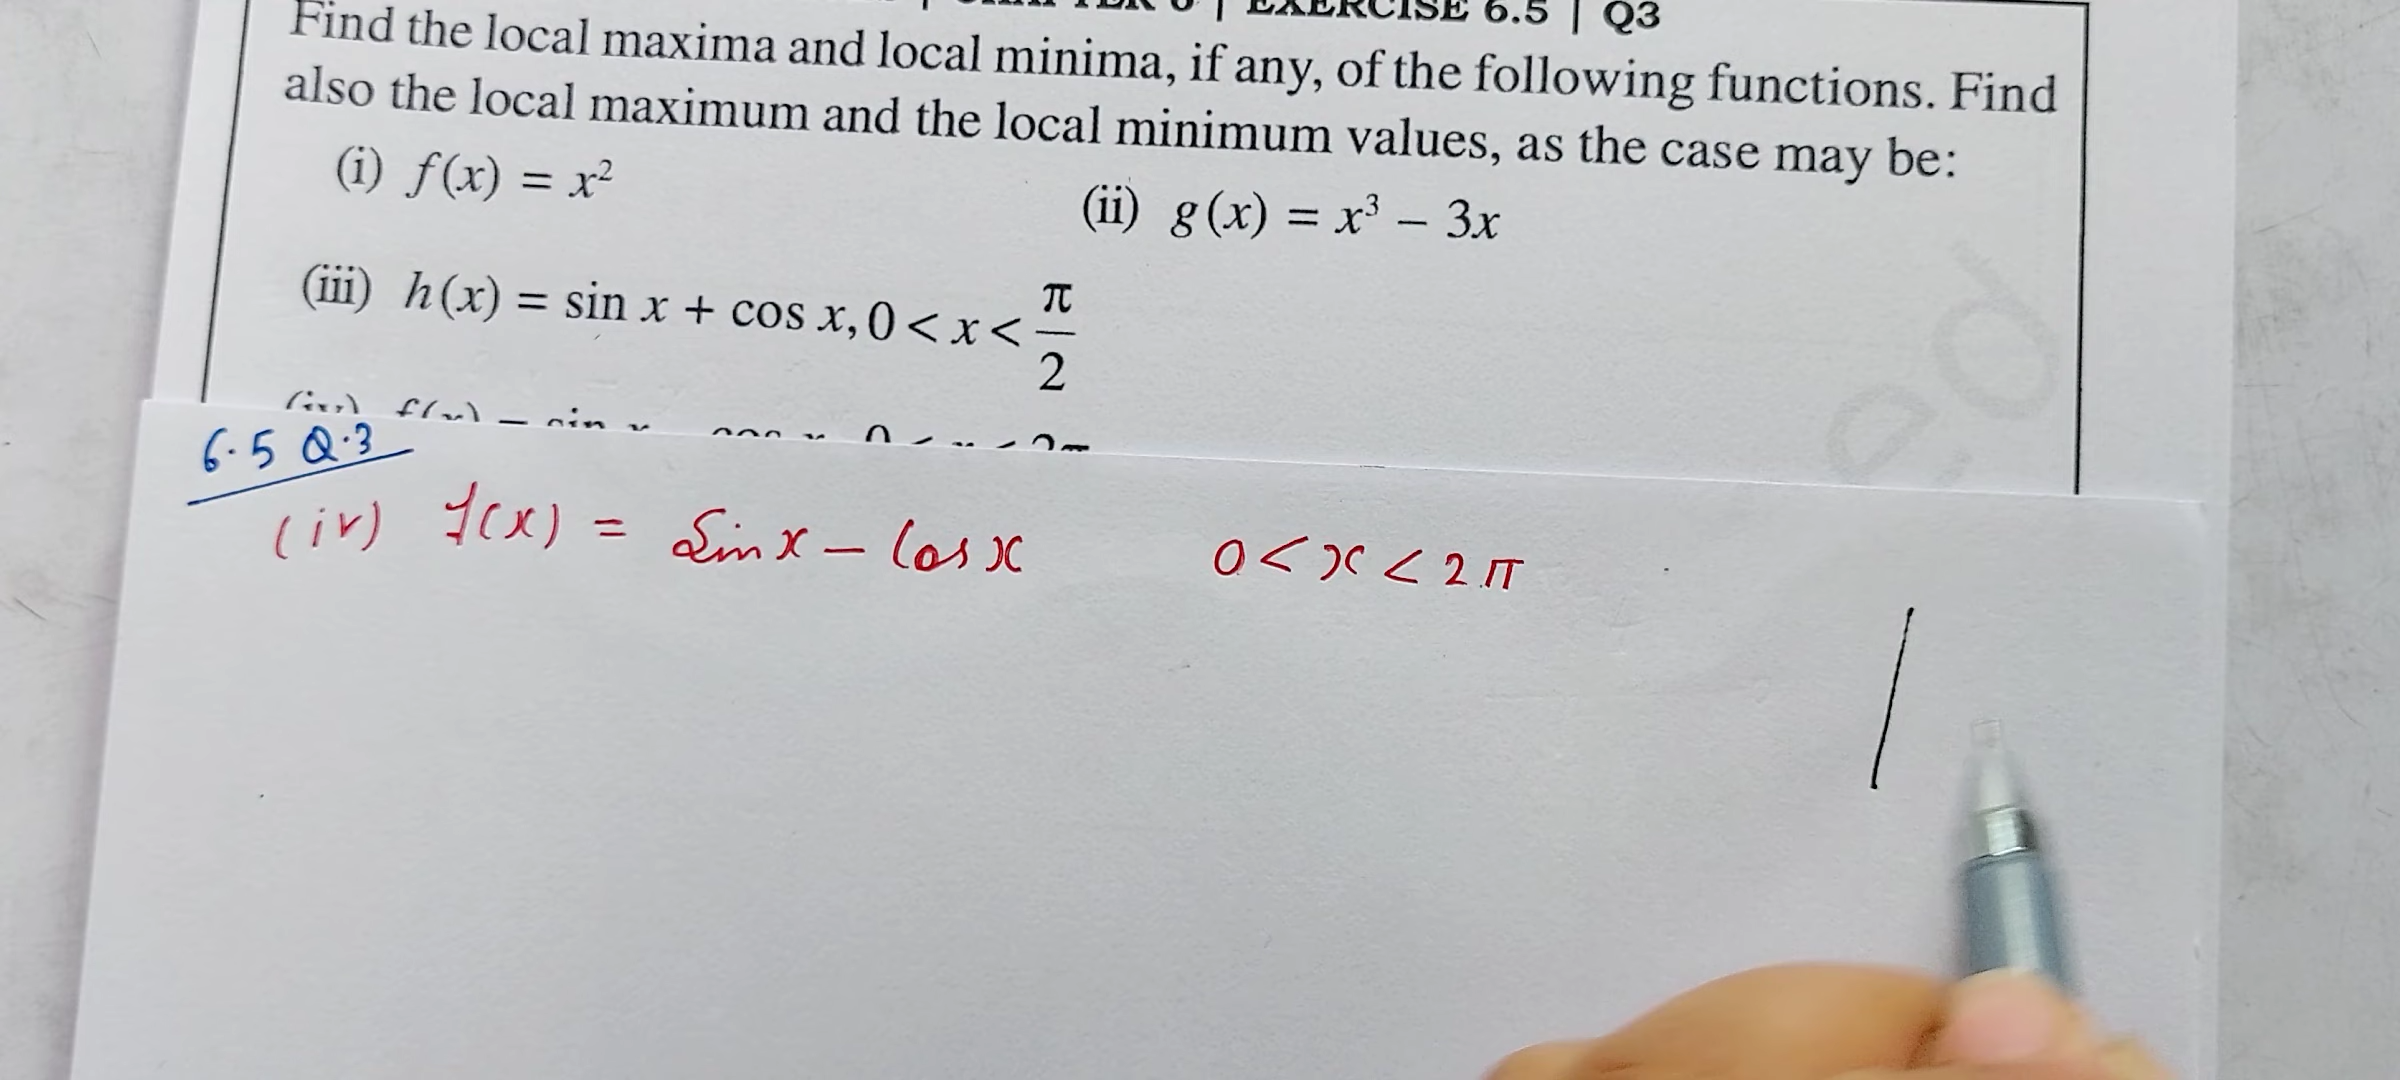 EXERCISE 6.5 | Q3
Find the local maxima and local minima, if any, of the following functions. Find
also the local maximum and the local minimum values, as the case may be:
(i) f(x) = x²
(ii) g(x) = x³ – 3x
(iii) h(x) = sin x + cos x, 0 < x < π/2
6.5 Q.3
(iv) f(x) = Sin x – Cos x 0 < x < 2π